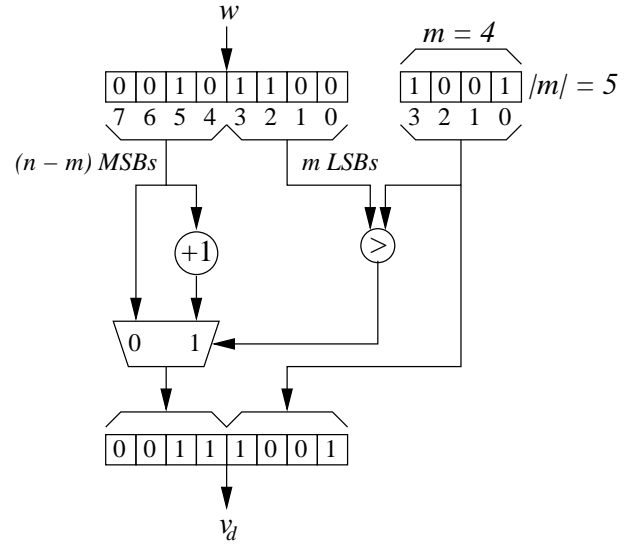 w
m = 4
0 0 1 0 1 1 0 0
1 0 0 1 |m| = 5
7 6 5 4 3 2 1 0
3 2 1 0
(n – m) MSBs
m LSBs
+1
>
0 1
0 0 1 1 1 0 0 1
v_d